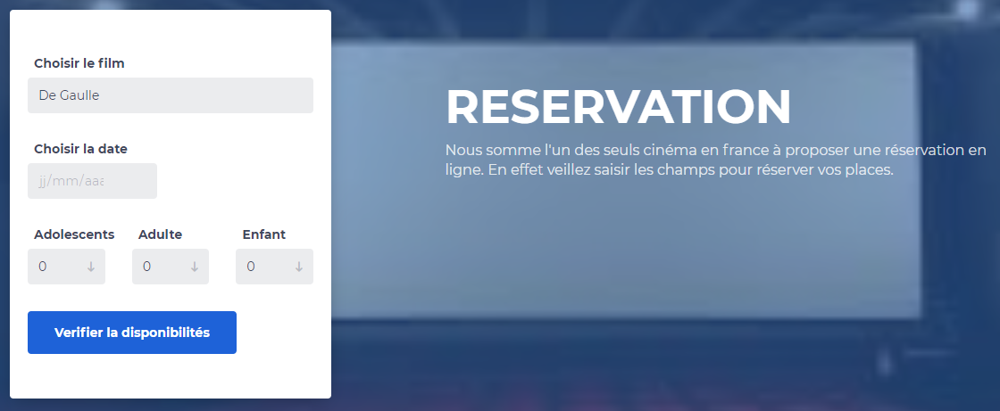 Choisir le film
De Gaulle
Choisir la date
jj/mm/aaa
Adolescents Adulte Enfant
0 0 0
Verifier la disponibilités
RESERVATION
Nous somme l'un des seuls cinéma en france à proposer une réservation en
ligne. En effet veillez saisir les champs pour réserver vos places.